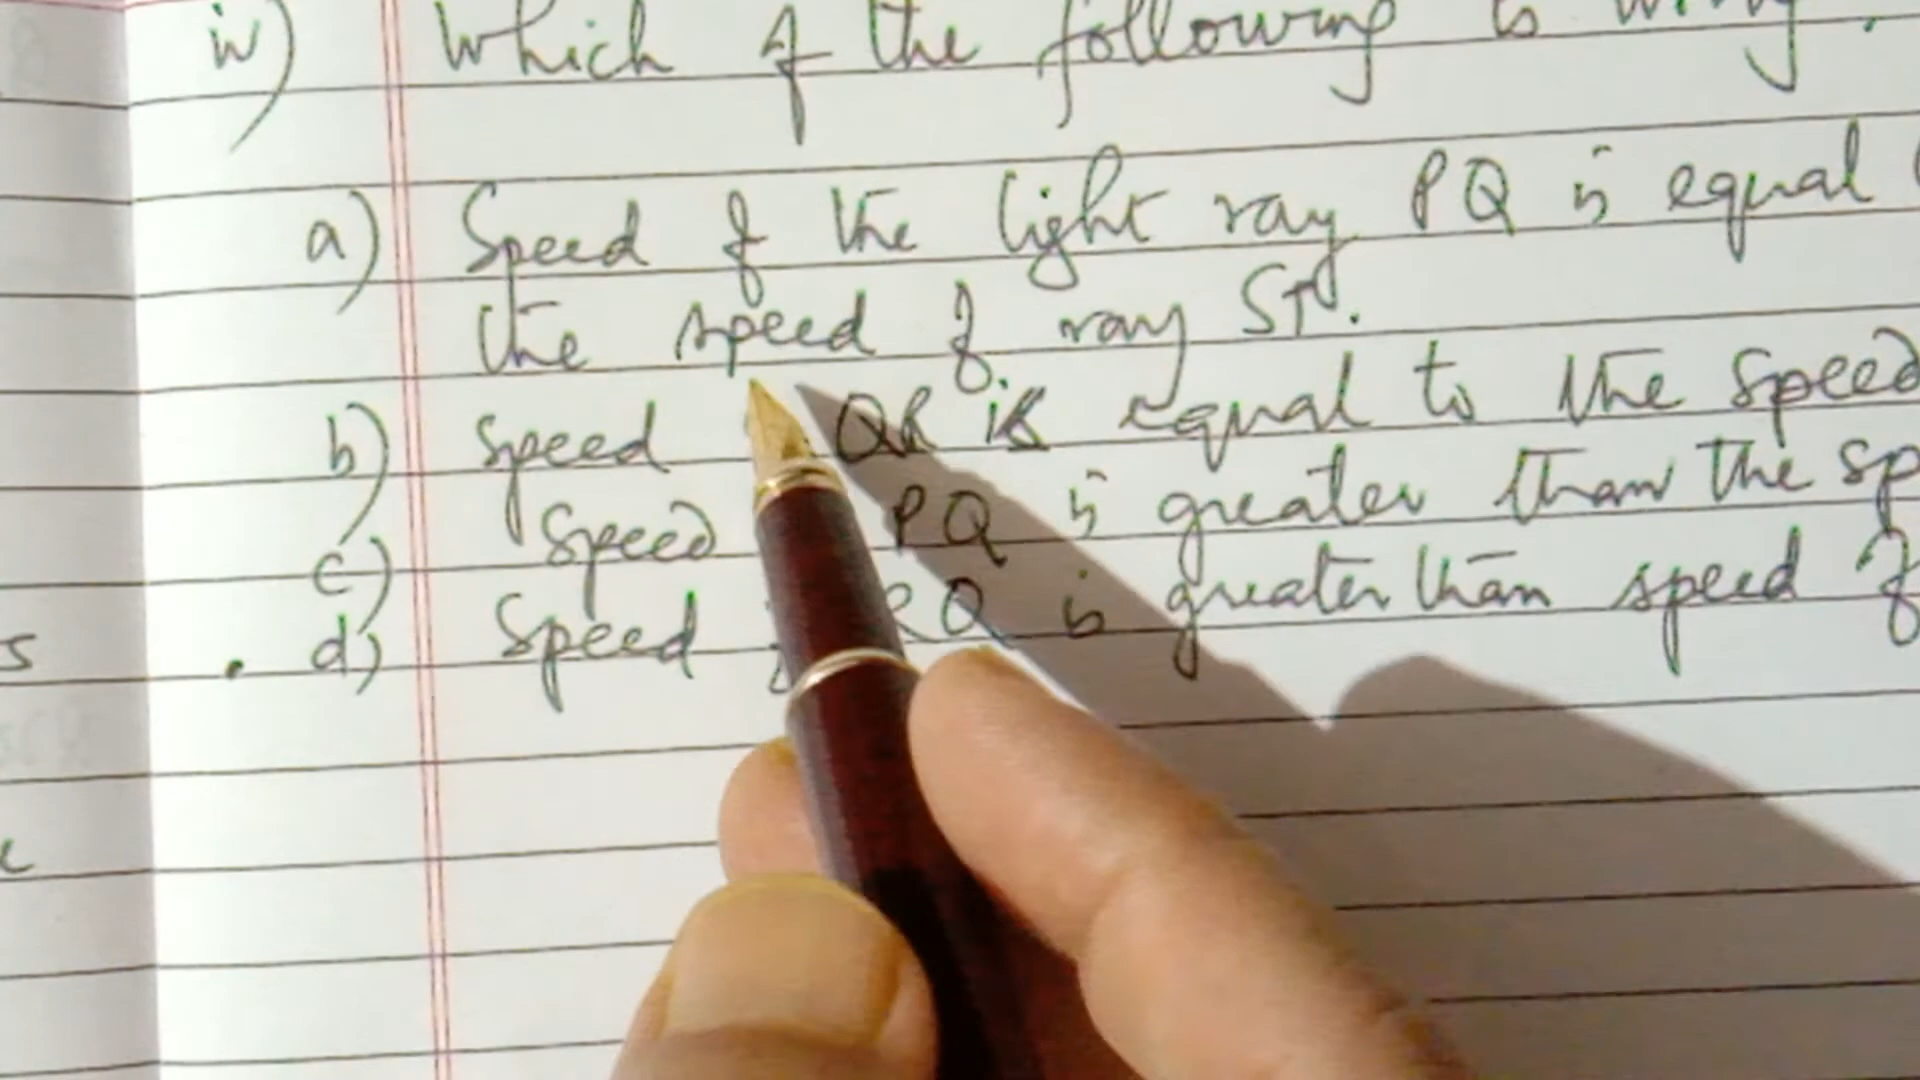 iv) Which of the following is wrong.
a) Speed of the light ray PQ is equal
the speed of ray ST.
b) Speed QR is equal to the speed
c) Speed PQ is greater than the sp
d) Speed RQ is greater than speed of
s